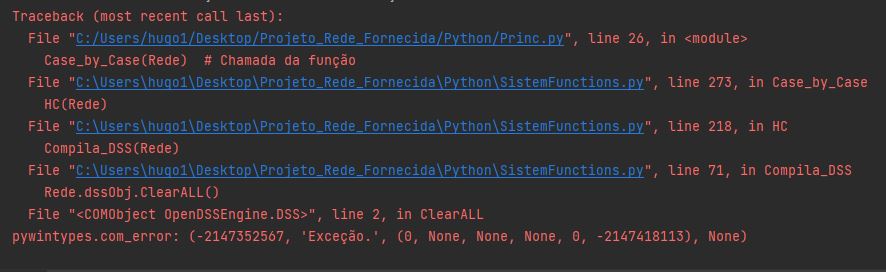 Traceback (most recent call last):
File "C:/Users/hugo1/Desktop/Projeto_Rede_Fornecida/Python/Princ.py", line 26, in <module>
Case_by_Case(Rede)  # Chamada da função
File "C:\Users\hugo1\Desktop\Projeto_Rede_Fornecida\Python\SistemFunctions.py", line 273, in Case_by_Case
HC(Rede)
File "C:\Users\hugo1\Desktop\Projeto_Rede_Fornecida\Python\SistemFunctions.py", line 218, in HC
Compila_DSS(Rede)
File "C:\Users\hugo1\Desktop\Projeto_Rede_Fornecida\Python\SistemFunctions.py", line 71, in Compila_DSS
Rede.dssObj.ClearALL()
File "<COMObject OpenDSSEngine.DSS>", line 2, in ClearALL
pywintypes.com_error: (-2147352567, 'Exceção.', (0, None, None, None, 0, -2147418113), None)